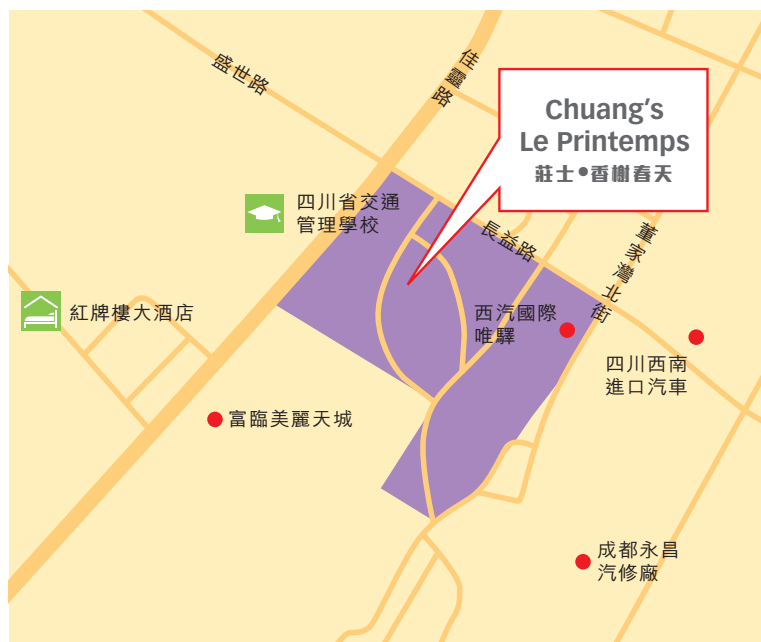 盛世路
佳靈路
Chuang's
Le Printemps
莊士•香榭春天
四川省交通
管理學校
長益路
董家灣北街
紅牌樓大酒店
西汽國際
唯驛
四川西南
進口汽車
富臨美麗天城
成都永昌
汽修廠